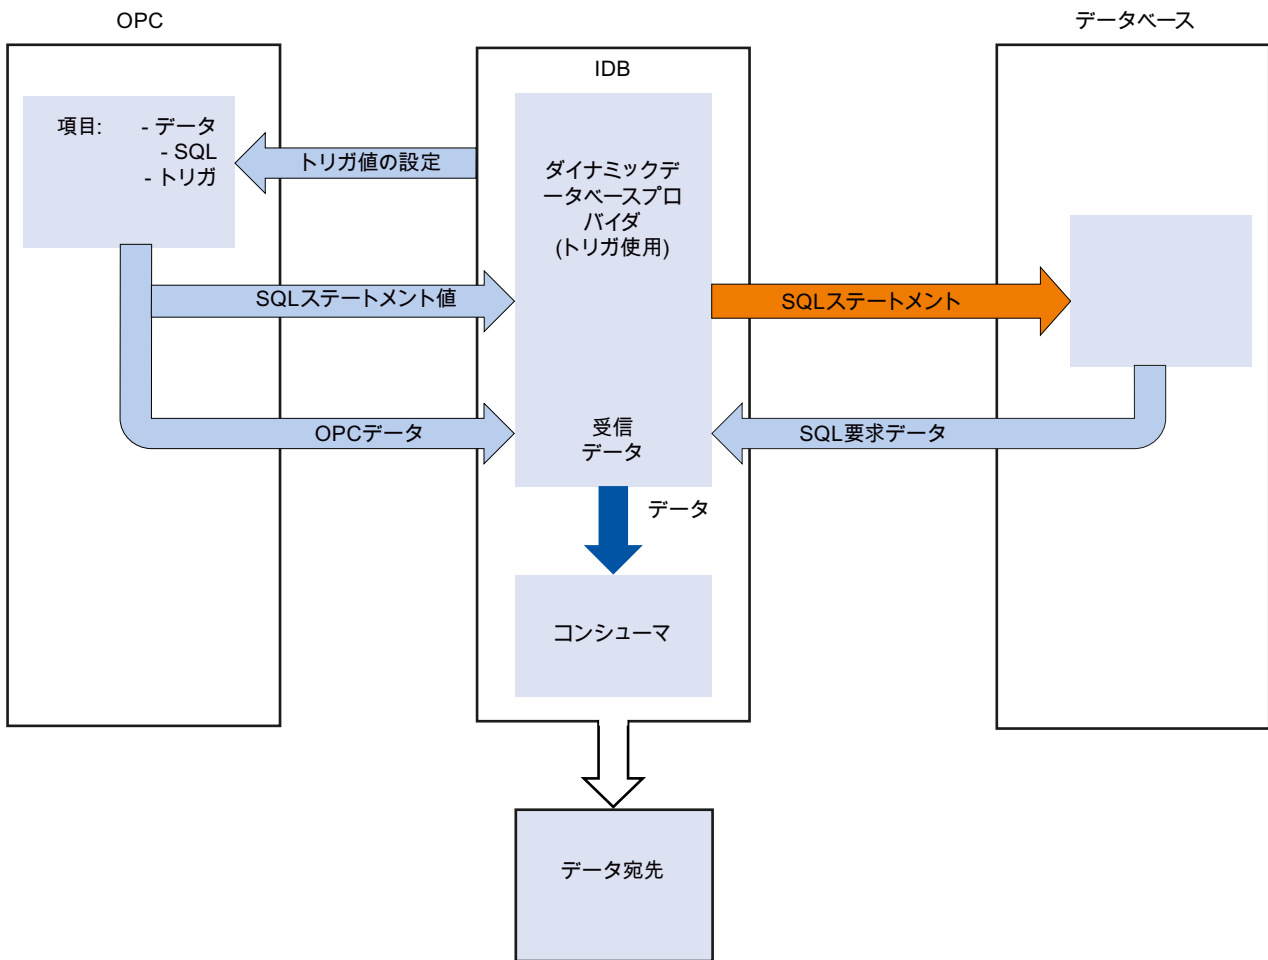 OPC
データベース
IDB
項目: - データ
- SQL
- トリガ
トリガ値の設定
ダイナミックデ
ータベースプロ
バイダ
(トリガ使用)
SQLステートメント値
SQLステートメント
OPCデータ
受信
データ
SQL要求データ
データ
コンシューマ
データ宛先